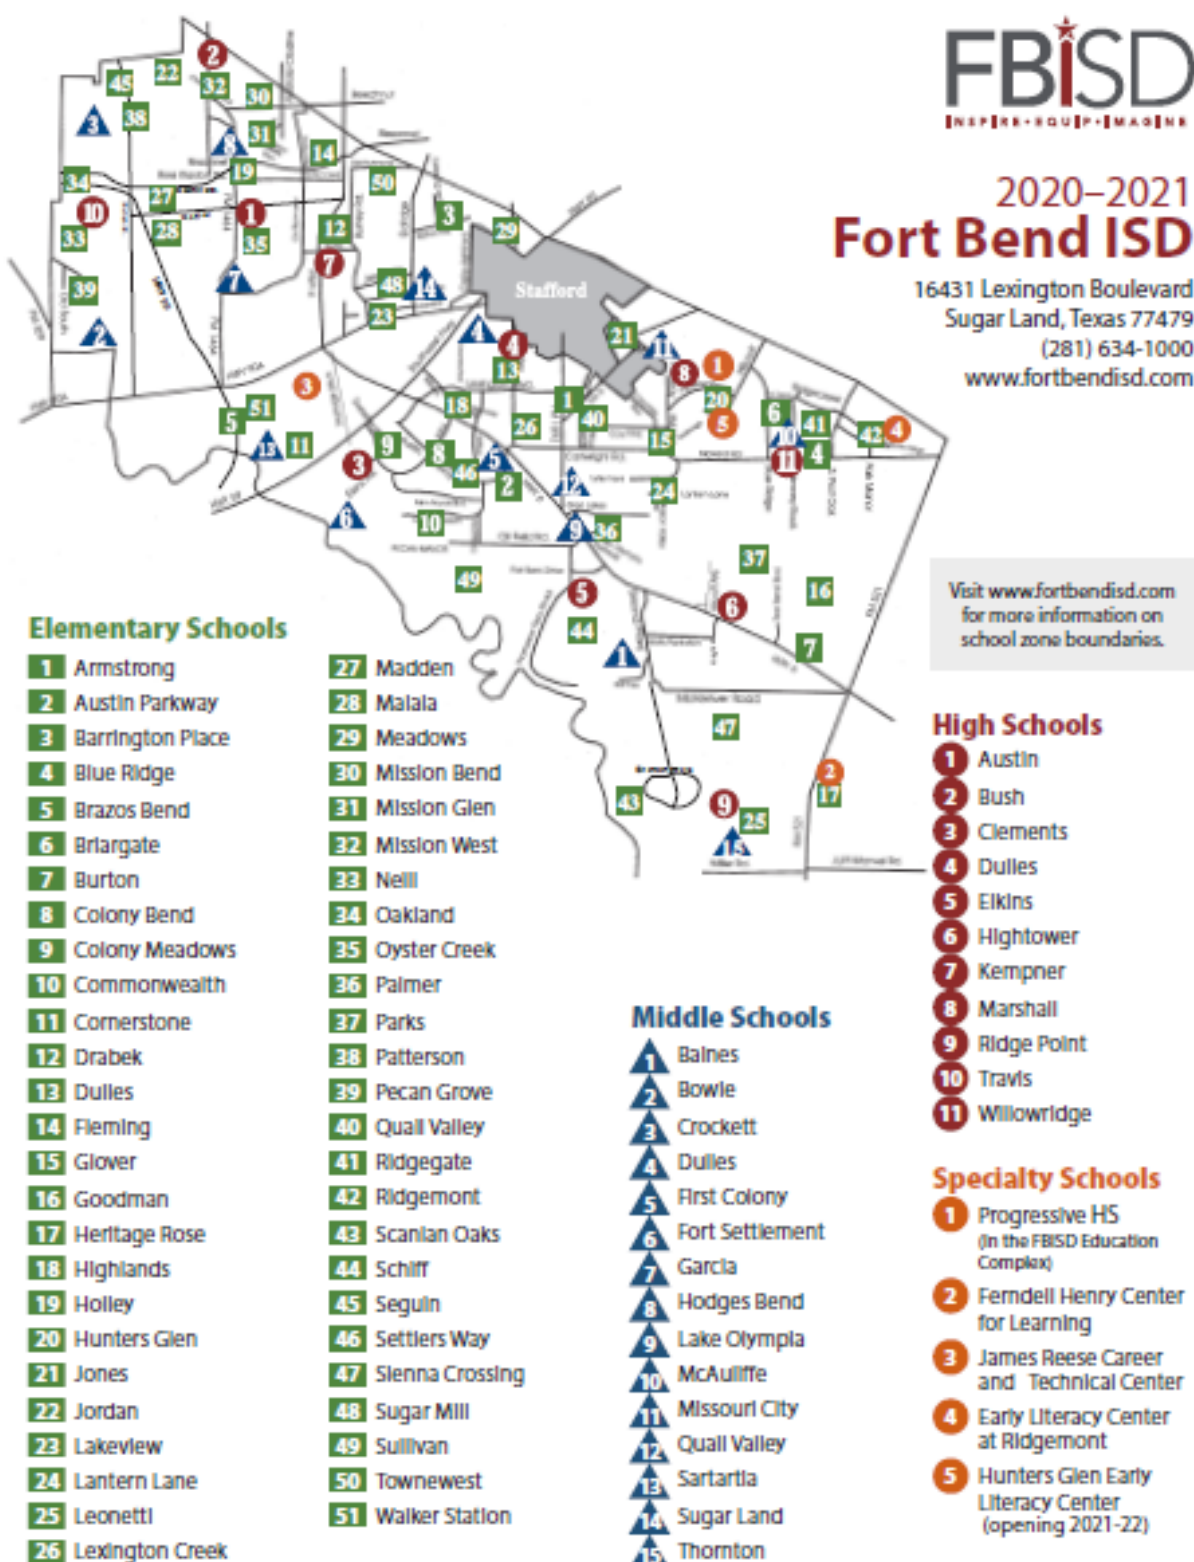 FBISD
INSPIRE•EQUIP•IMAGINE
2020–2021
Fort Bend ISD
16431 Lexington Boulevard
Sugar Land, Texas 77479
(281) 634-1000
www.fortbendisd.com
Stafford
Visit www.fortbendisd.com
for more information on
school zone boundaries.
Elementary Schools
1 Armstrong
2 Austin Parkway
3 Barrington Place
4 Blue Ridge
5 Brazos Bend
6 Briargate
7 Burton
8 Colony Bend
9 Colony Meadows
10 Commonwealth
11 Cornerstone
12 Drabek
13 Dulles
14 Fleming
15 Glover
16 Goodman
17 Heritage Rose
18 Highlands
19 Holley
20 Hunters Glen
21 Jones
22 Jordan
23 Lakeview
24 Lantern Lane
25 Leonetti
26 Lexington Creek
27 Madden
28 Malala
29 Meadows
30 Mission Bend
31 Mission Glen
32 Mission West
33 Neill
34 Oakland
35 Oyster Creek
36 Palmer
37 Parks
38 Patterson
39 Pecan Grove
40 Quail Valley
41 Ridgegate
42 Ridgemont
43 Scanlan Oaks
44 Schiff
45 Seguin
46 Settlers Way
47 Sienna Crossing
48 Sugar Mill
49 Sullivan
50 Townewest
51 Walker Station
Middle Schools
1 Baines
2 Bowie
3 Crockett
4 Dulles
5 First Colony
6 Fort Settlement
7 Garcia
8 Hodges Bend
9 Lake Olympia
10 McAuliffe
11 Missouri City
12 Quail Valley
13 Sartartia
14 Sugar Land
15 Thornton
High Schools
1 Austin
2 Bush
3 Clements
4 Dulles
5 Elkins
6 Hightower
7 Kempner
8 Marshall
9 Ridge Point
10 Travis
11 Willowridge
Specialty Schools
1 Progressive HS
(in the FBISD Education
Complex)
2 Ferndell Henry Center
for Learning
3 James Reese Career
and Technical Center
4 Early Literacy Center
at Ridgemont
5 Hunters Glen Early
Literacy Center
(opening 2021-22)